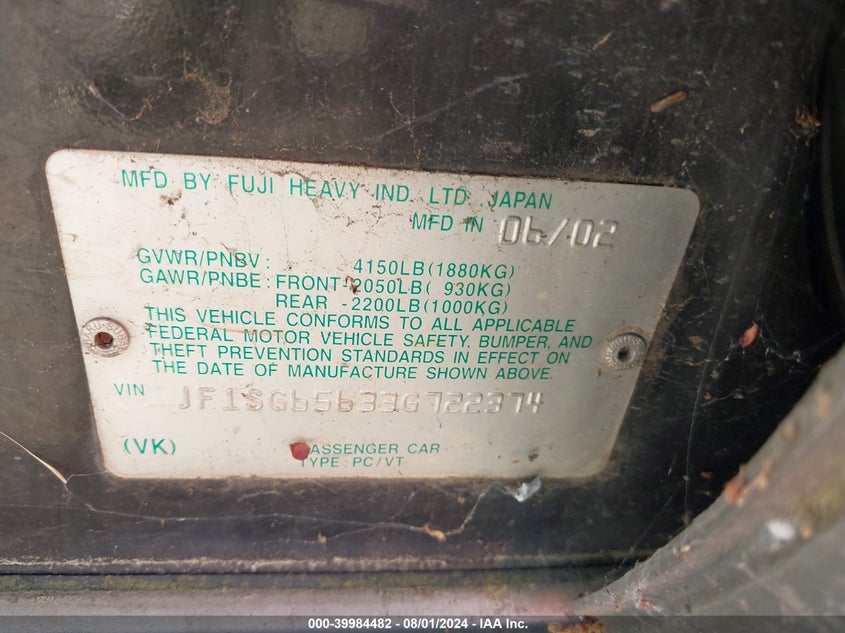 MFD BY FUJI HEAVY IND. LTD. JAPAN
MFD IN 06/02
GVWR/PNBV : 4150LB(1880KG)
GAWR/PNBE : FRONT-2050LB( 930KG)
REAR -2200LB(1000KG)
THIS VEHICLE CONFORMS TO ALL APPLICABLE
FEDERAL MOTOR VEHICLE SAFETY, BUMPER, AND
THEFT PREVENTION STANDARDS IN EFFECT ON
THE DATE OF MANUFACTURE SHOWN ABOVE.
VIN JF1SG65633G722374
(VK) PASSENGER CAR
TYPE : PC/VT
000-39984482 - 08/01/2024 - IAA Inc.